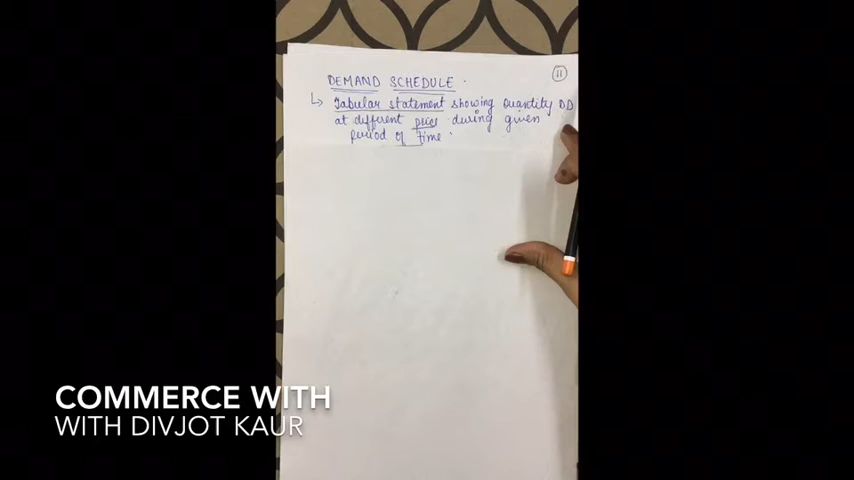 11
DEMAND SCHEDULE.
↳ Tabular statement showing Quantity DD
at different price during given
period of time.
COMMERCE WITH
WITH DIVJOT KAUR